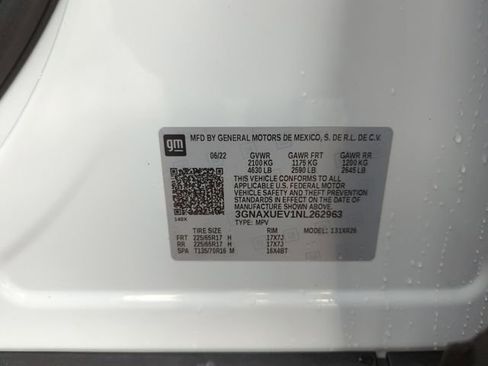 gm
MFD BY GENERAL MOTORS DE MEXICO, S. DE R.L. DE C.V.
06/22 GVWR GAWR FRT GAWR RR
2100 KG 1175 KG 1200 KG
4630 LB 2590 LB 2645 LB
THIS VEHICLE CONFORMS TO ALL
APPLICABLE U.S. FEDERAL MOTOR
VEHICLE SAFETY AND THEFT PREVENTION
STANDARDS IN EFFECT ON THE DATE OF
MANUFACTURE SHOWN ABOVE.
3GNAXUEV1NL262963
TYPE: MPV
TIRE SIZE RIM MODEL: 1XR26
FRT 225/65R17 H 17X7J
RR 225/65R17 H 17X7J
SPA T135/70R16 M 16X4BT